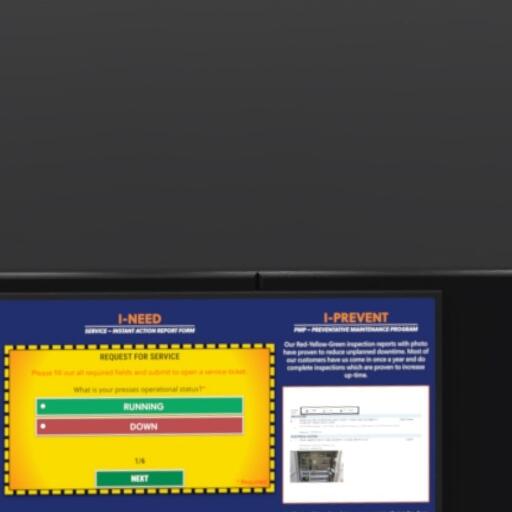 I-NEED
SERVICE – INSTANT ACTION REPORT FORM
REQUEST FOR SERVICE
Please fill out all required fields and submit to open a service ticket.
What is your presses operational status?*
RUNNING
DOWN
1/6
NEXT
* Required
I-PREVENT
PMP – PREVENTATIVE MAINTENANCE PROGRAM
Our Red-Yellow-Green inspection reports with photo
have proven to reduce unplanned downtime. Most of
our customers have us come in once a year and do
complete inspections which are proven to increase
up-time.